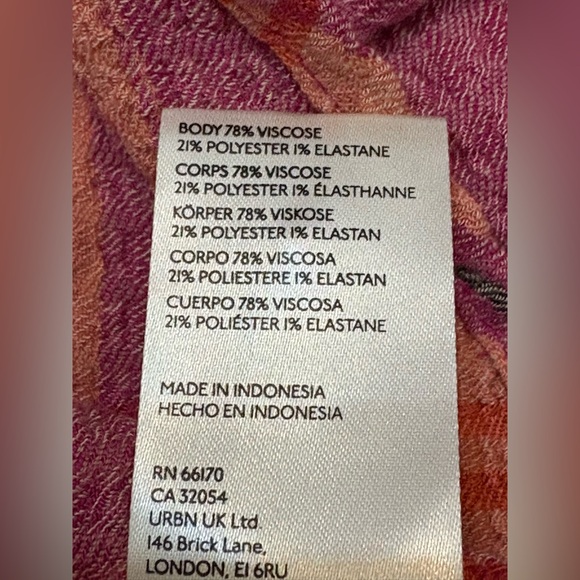 BODY 78% VISCOSE
21% POLYESTER 1% ELASTANE
CORPS 78% VISCOSE
21% POLYESTER 1% ÉLASTHANNE
KÖRPER 78% VISKOSE
21% POLYESTER 1% ELASTAN
CORPO 78% VISCOSA
21% POLIESTERE 1% ELASTAN
CUERPO 78% VISCOSA
21% POLIÉSTER 1% ELASTANE
MADE IN INDONESIA
HECHO EN INDONESIA
RN 66170
CA 32054
URBN UK Ltd
146 Brick Lane,
LONDON, E1 6RU